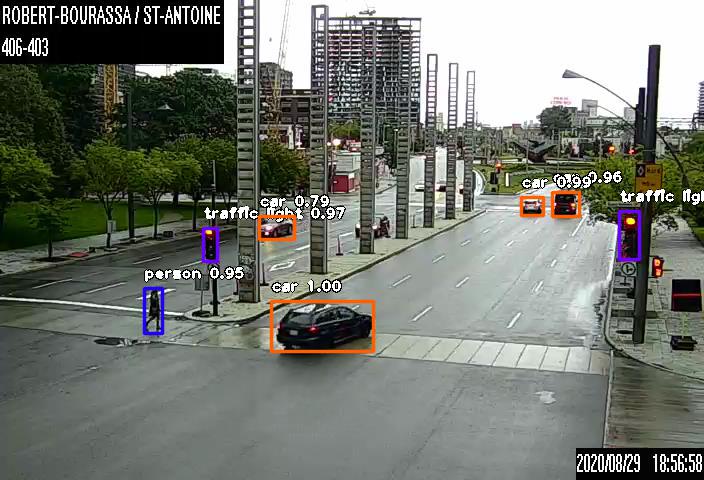 ROBERT-BOURASSA / ST-ANTOINE
406-403
car 0.79
traffic light 0.97
person 0.95
car 1.00
car 0.99
0.96
traffic
2020/08/29 18:56:58